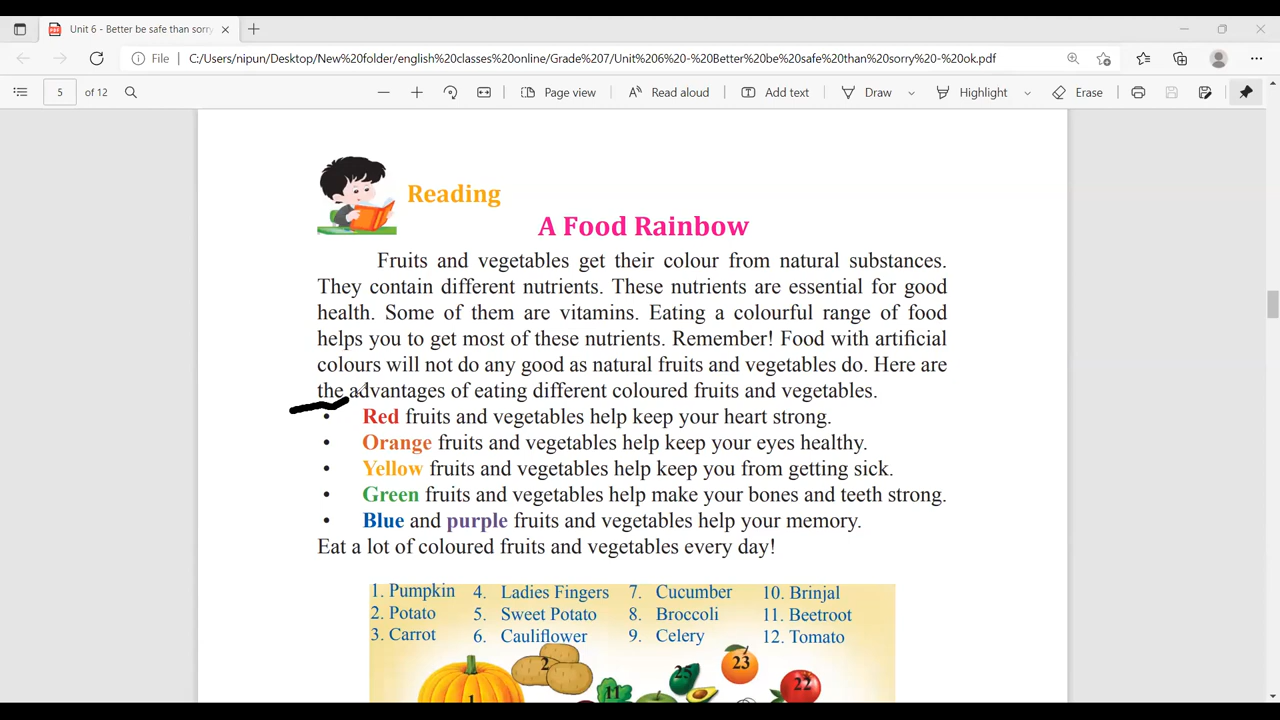 Unit 6 - Better be safe than sorry
File C:/Users/nipun/Desktop/New%20folder/english%20classes%20online/Grade%207/Unit%206%20-%20Better%20be%20safe%20than%20sorry%20-%20ok.pdf
5 of 12 Page view Read aloud Add text Draw Highlight Erase
Reading
A Food Rainbow
Fruits and vegetables get their colour from natural substances.
They contain different nutrients. These nutrients are essential for good
health. Some of them are vitamins. Eating a colourful range of food
helps you to get most of these nutrients. Remember! Food with artificial
colours will not do any good as natural fruits and vegetables do. Here are
the advantages of eating different coloured fruits and vegetables.
• Red fruits and vegetables help keep your heart strong.
• Orange fruits and vegetables help keep your eyes healthy.
• Yellow fruits and vegetables help keep you from getting sick.
• Green fruits and vegetables help make your bones and teeth strong.
• Blue and purple fruits and vegetables help your memory.
Eat a lot of coloured fruits and vegetables every day!
1. Pumpkin 4. Ladies Fingers 7. Cucumber 10. Brinjal
2. Potato 5. Sweet Potato 8. Broccoli 11. Beetroot
3. Carrot 6. Cauliflower 9. Celery 12. Tomato
2 23
25
11 22
1